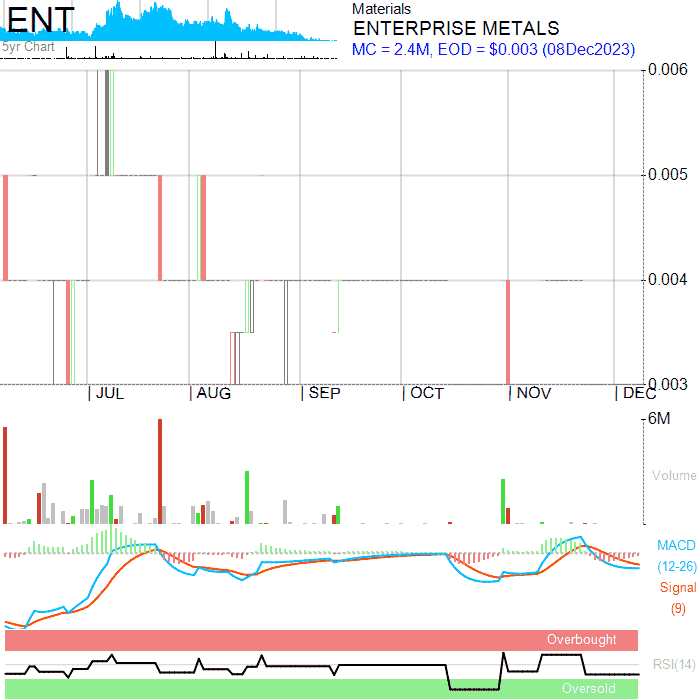 ENT
5yr Chart
Materials
ENTERPRISE METALS
MC = 2.4M, EOD = $0.003 (08Dec2023)
0.006
0.005
0.004
0.003
JUL AUG SEP OCT NOV DEC
6M
Volume
MACD
(12-26)
Signal
(9)
Overbought
RSI(14)
Oversold